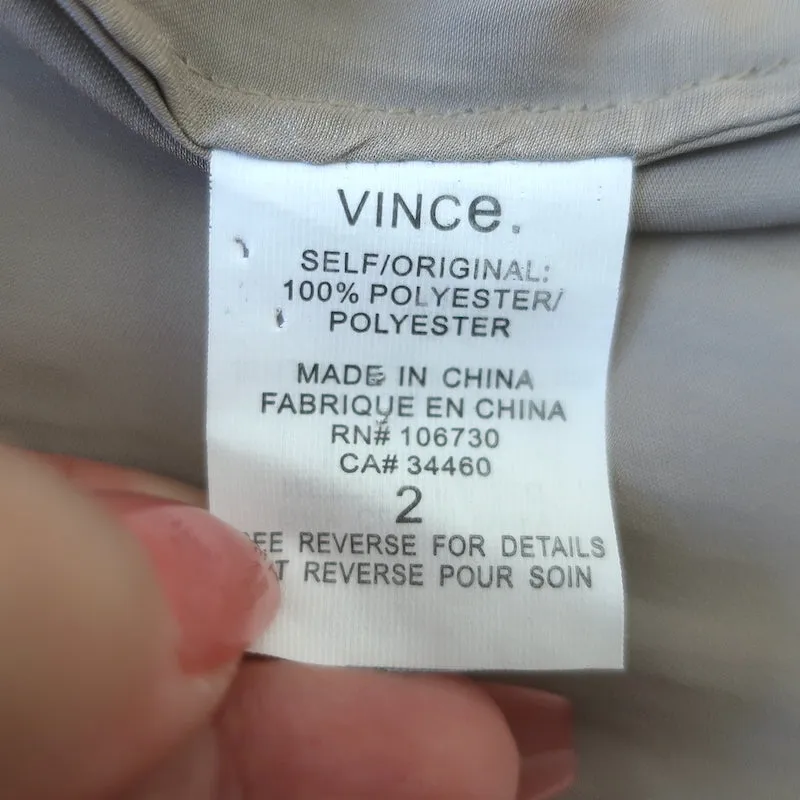 VINCe.
SELF/ORIGINAL:
100% POLYESTER/
POLYESTER
MADE IN CHINA
FABRIQUE EN CHINA
RN# 106730
CA# 34460
2
REVERSE FOR DETAILS
REVERSE POUR SOIN